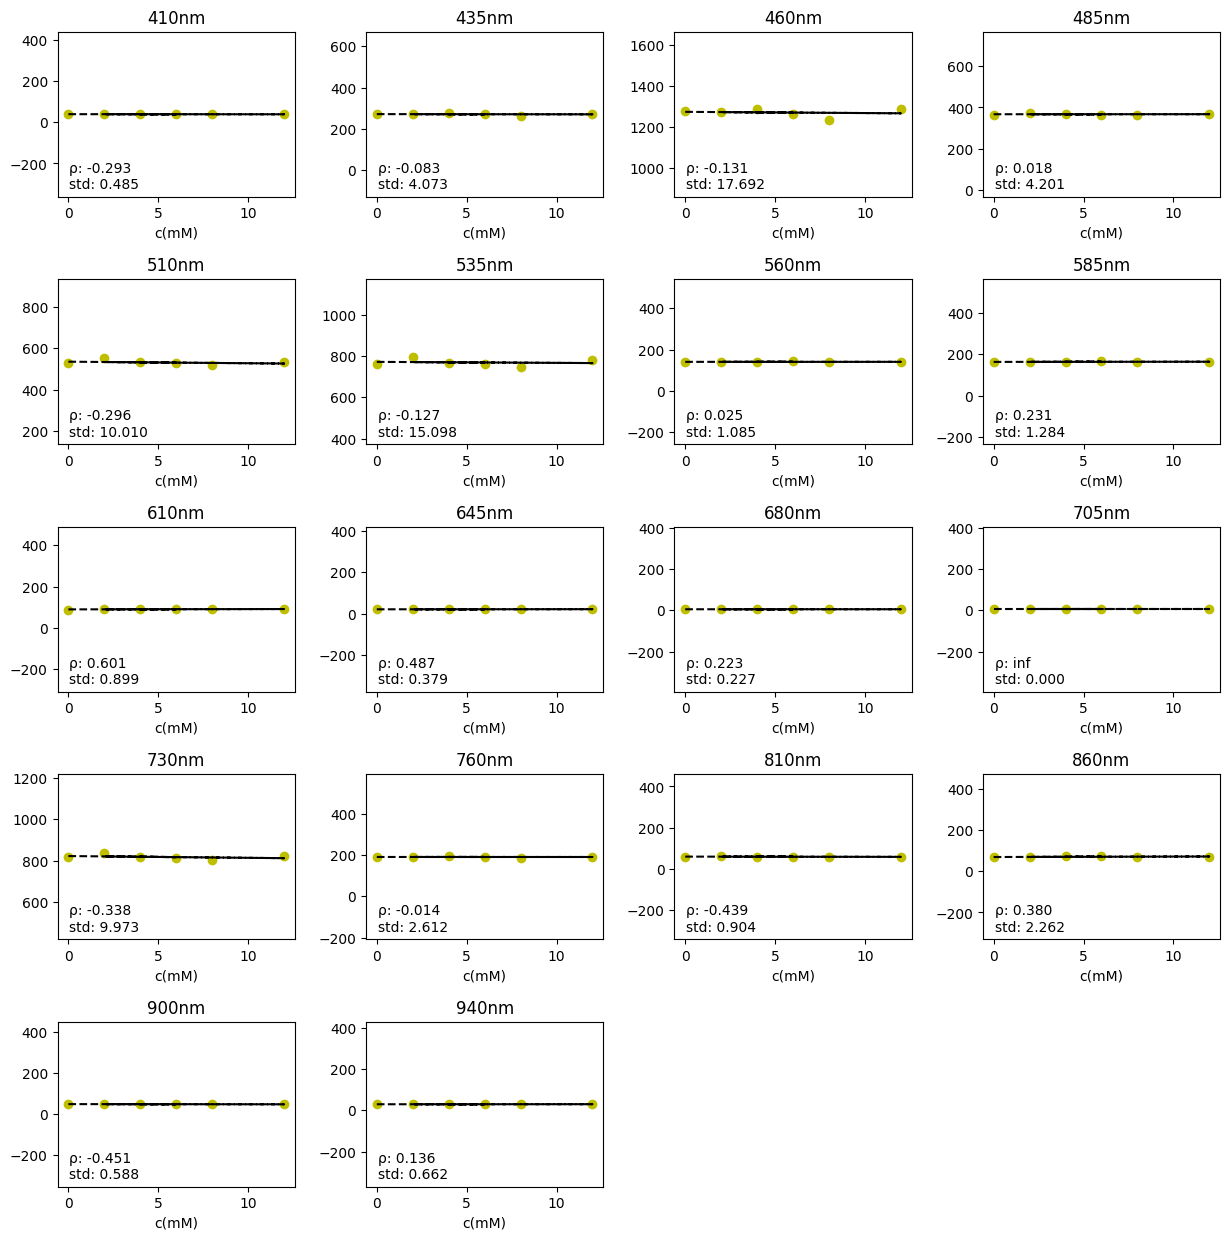 410nm
400
200
0
−200
ρ: -0.293
std: 0.485
0 5 10
c(mM)
435nm
600
400
200
0
ρ: -0.083
std: 4.073
0 5 10
c(mM)
460nm
1600
1400
1200
1000
ρ: -0.131
std: 17.692
0 5 10
c(mM)
485nm
600
400
200
0
ρ: 0.018
std: 4.201
0 5 10
c(mM)
510nm
800
600
400
200
ρ: -0.296
std: 10.010
0 5 10
c(mM)
535nm
1000
800
600
400
ρ: -0.127
std: 15.098
0 5 10
c(mM)
560nm
400
200
0
−200
ρ: 0.025
std: 1.085
0 5 10
c(mM)
585nm
400
200
0
−200
ρ: 0.231
std: 1.284
0 5 10
c(mM)
610nm
400
200
0
−200
ρ: 0.601
std: 0.899
0 5 10
c(mM)
645nm
400
200
0
−200
ρ: 0.487
std: 0.379
0 5 10
c(mM)
680nm
400
200
0
−200
ρ: 0.223
std: 0.227
0 5 10
c(mM)
705nm
400
200
0
−200
ρ: inf
std: 0.000
0 5 10
c(mM)
730nm
1200
1000
800
600
ρ: -0.338
std: 9.973
0 5 10
c(mM)
760nm
400
200
0
−200
ρ: -0.014
std: 2.612
0 5 10
c(mM)
810nm
400
200
0
−200
ρ: -0.439
std: 0.904
0 5 10
c(mM)
860nm
400
200
0
−200
ρ: 0.380
std: 2.262
0 5 10
c(mM)
900nm
400
200
0
−200
ρ: -0.451
std: 0.588
0 5 10
c(mM)
940nm
400
200
0
−200
ρ: 0.136
std: 0.662
0 5 10
c(mM)